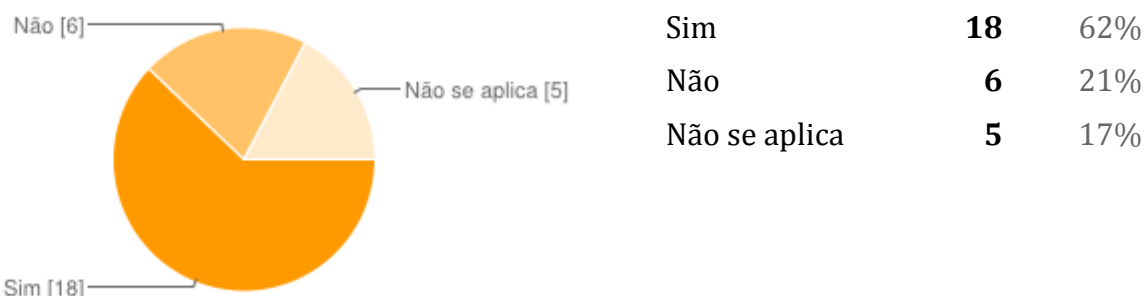 Não [6]
Não se aplica [5]
Sim [18]
Sim 18 62%
Não 6 21%
Não se aplica 5 17%